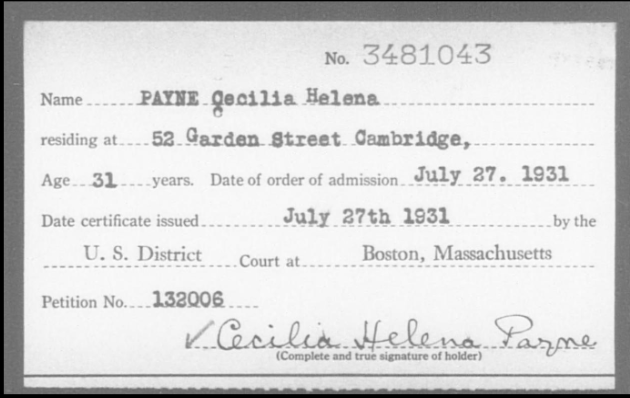 No. 3481043
Name PAYNE Cecilia Helena
residing at 52 Garden Street Cambridge,
Age 31 years. Date of order of admission July 27. 1931
Date certificate issued July 27th 1931 by the
U. S. District Court at Boston, Massachusetts
Petition No. 132006
✓ Cecilia Helena Payne
(Complete and true signature of holder)